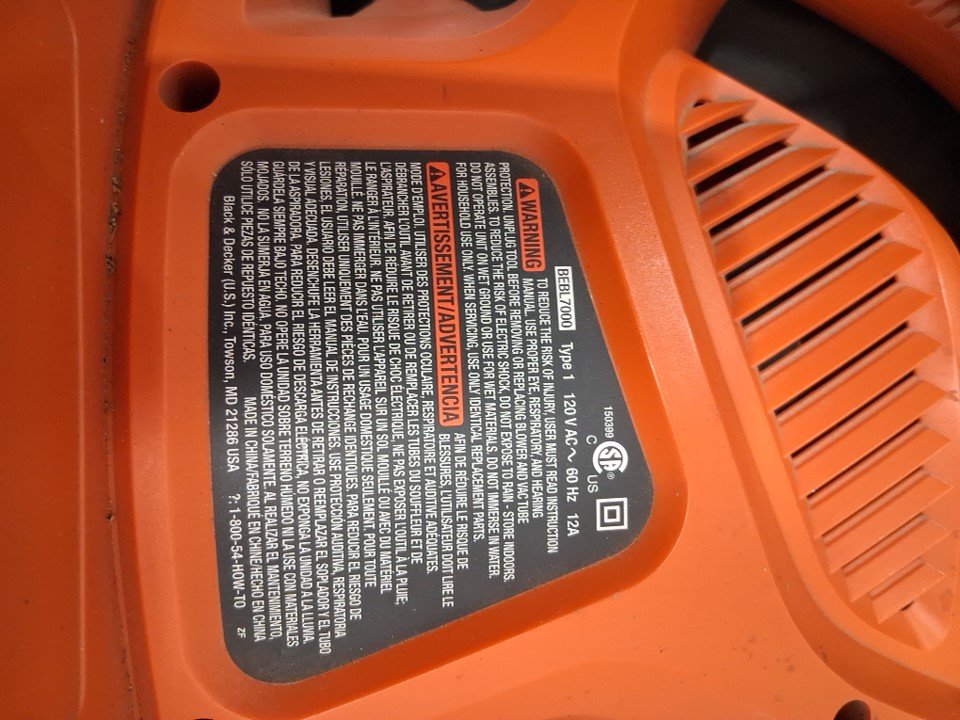 BEBL7000 Type 1 120 V AC ~ 60 Hz 12A
150399 C SA ® US
⚠WARNING TO REDUCE THE RISK OF INJURY, USER MUST READ INSTRUCTION
MANUAL. USE PROPER EYE, RESPIRATORY, AND HEARING
PROTECTION. UNPLUG TOOL BEFORE REMOVING OR REPLACING BLOWER AND VAC TUBE
ASSEMBLIES. TO REDUCE THE RISK OF ELECTRIC SHOCK, DO NOT EXPOSE TO RAIN - STORE INDOORS.
DO NOT OPERATE UNIT ON WET GROUND OR USE FOR WET MATERIALS. DO NOT IMMERSE IN WATER.
FOR HOUSEHOLD USE ONLY. WHEN SERVICING, USE ONLY IDENTICAL REPLACEMENT PARTS.
⚠AVERTISSEMENT/ADVERTENCIA AFIN DE RÉDUIRE LE RISQUE DE
BLESSURES, L'UTILISATEUR DOIT LIRE LE
MODE D'EMPLOI. UTILISER DES PROTECTIONS OCULAIRE, RESPIRATOIRE ET AUDITIVE ADÉQUATES.
DÉBRANCHER L'OUTIL AVANT DE RETIRER OU DE REMPLACER LES TUBES DU SOUFFLEUR ET DE
L'ASPIRATEUR. AFIN DE RÉDUIRE LE RISQUE DE CHOC ÉLECTRIQUE, NE PAS EXPOSER L'OUTIL À LA PLUIE;
LE RANGER À L'INTÉRIEUR. NE PAS UTILISER L'APPAREIL SUR UN SOL MOUILLÉ OU AVEC DU MATÉRIEL
MOUILLÉ. NE PAS IMMERGER DANS L'EAU. POUR UN USAGE DOMESTIQUE SEULEMENT. POUR TOUTE
RÉPARATION, UTILISER UNIQUEMENT DES PIÈCES DE RECHANGE IDENTIQUES. PARA REDUCIR EL RIESGO DE
LESIONES, EL USUARIO DEBE LEER EL MANUAL DE INSTRUCCIONES. USE PROTECCIÓN AUDITIVA, RESPIRATORIA
Y VISUAL ADECUADA. DESENCHUFE LA HERRAMIENTA ANTES DE RETIRAR O REEMPLAZAR EL SOPLADOR Y EL TUBO
DE LA ASPIRADORA. PARA REDUCIR EL RIESGO DE DESCARGA ELÉCTRICA, NO EXPONGA LA UNIDAD A LA LLUVIA.
GUÁRDELA SIEMPRE BAJO TECHO. NO OPERE LA UNIDAD SOBRE TERRENO HÚMEDO NI LA USE CON MATERIALES
MOJADOS. NO LA SUMERJA EN AGUA. PARA USO DOMÉSTICO SOLAMENTE. AL REALIZAR EL MANTENIMIENTO,
SÓLO UTILICE PIEZAS DE REPUESTO IDÉNTICAS. MADE IN CHINA/FABRIQUÉ EN CHINE/HECHO EN CHINA
Black & Decker (U.S.) Inc., Towson, MD 21286 USA ?: 1-800-54-HOW-TO ZF